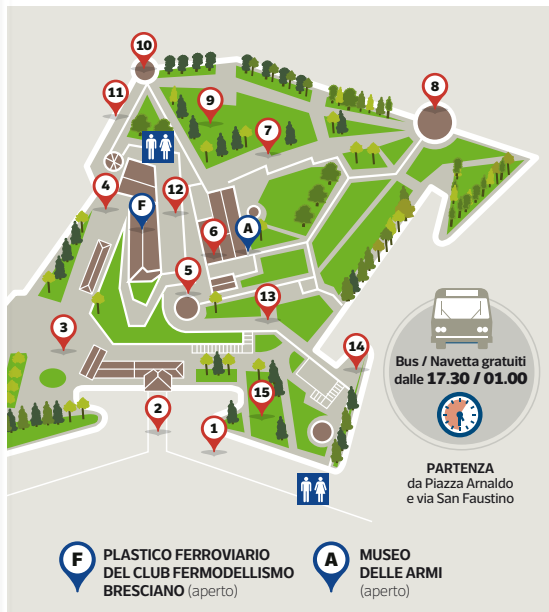 10
11
9
8
7
4
F
12
6
A
5
13
3
14
Bus / Navetta gratuiti
dalle 17.30 / 01.00
15
2
1
PARTENZA
da Piazza Arnaldo
e via San Faustino
F
PLASTICO FERROVIARIO
DEL CLUB FERMODELLISMO
BRESCIANO (aperto)
A
MUSEO
DELLE ARMI
(aperto)